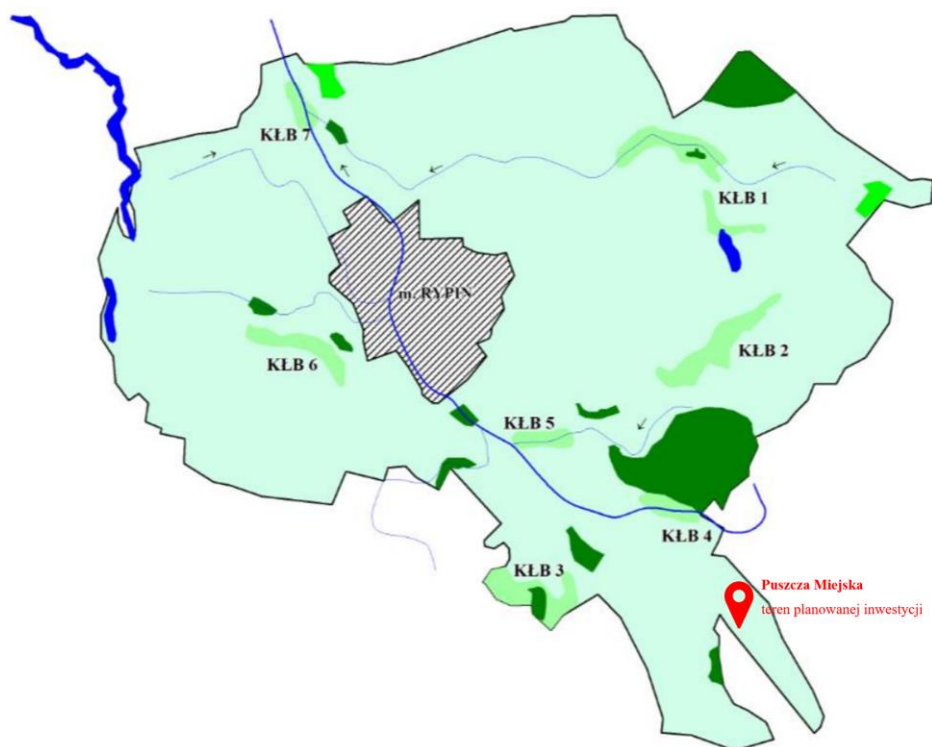 KŁB 7
KŁB 1
m. RYPIN
KŁB 2
KŁB 6
KŁB 5
KŁB 4
KŁB 3
Puszcza Miejska
teren planowanej inwestycji